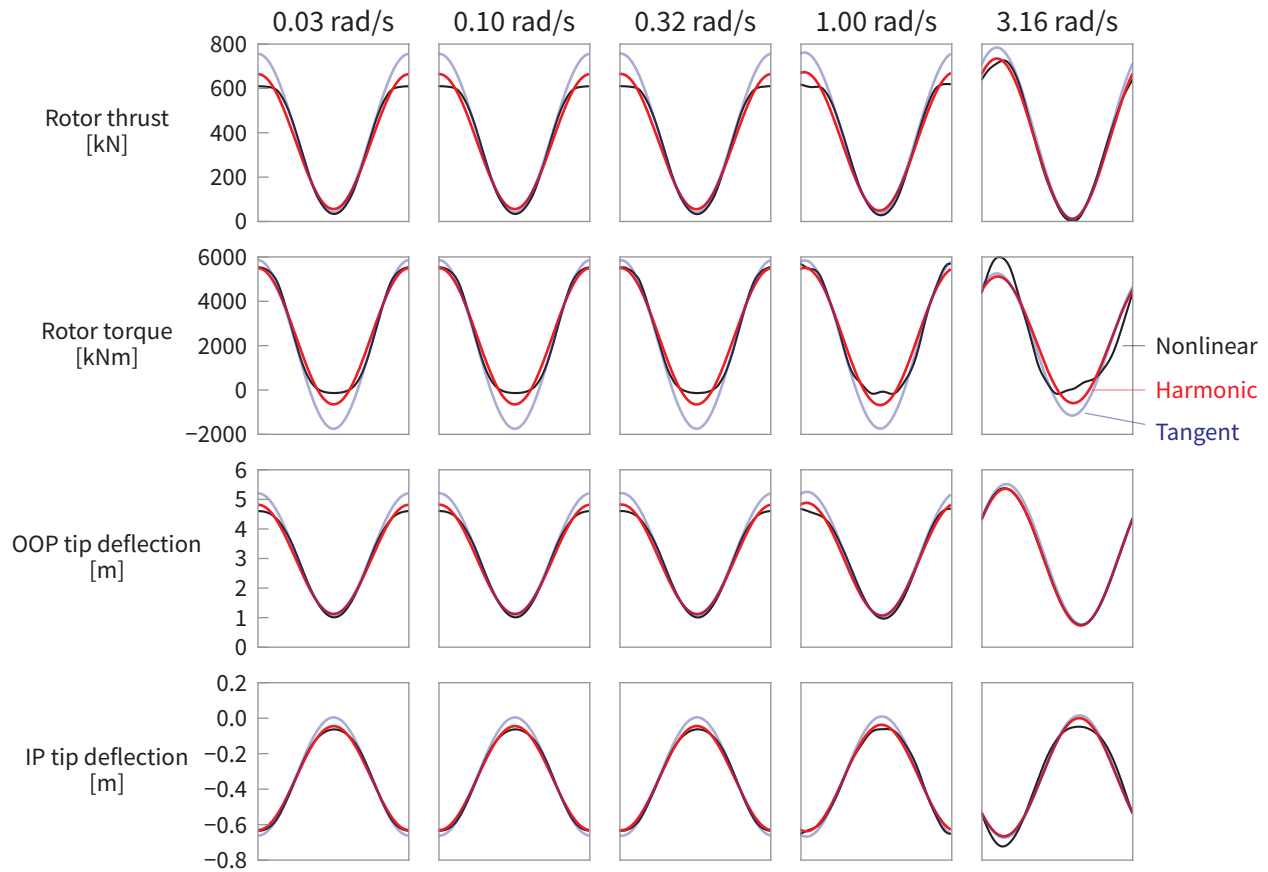 0.03 rad/s 0.10 rad/s 0.32 rad/s 1.00 rad/s 3.16 rad/s
Rotor thrust
[kN]
800
600
400
200
0
Rotor torque
[kNm]
6000
4000
2000
0
−2000
Nonlinear
Harmonic
Tangent
OOP tip deflection
[m]
6
5
4
3
2
1
0
IP tip deflection
[m]
0.2
0.0
−0.2
−0.4
−0.6
−0.8